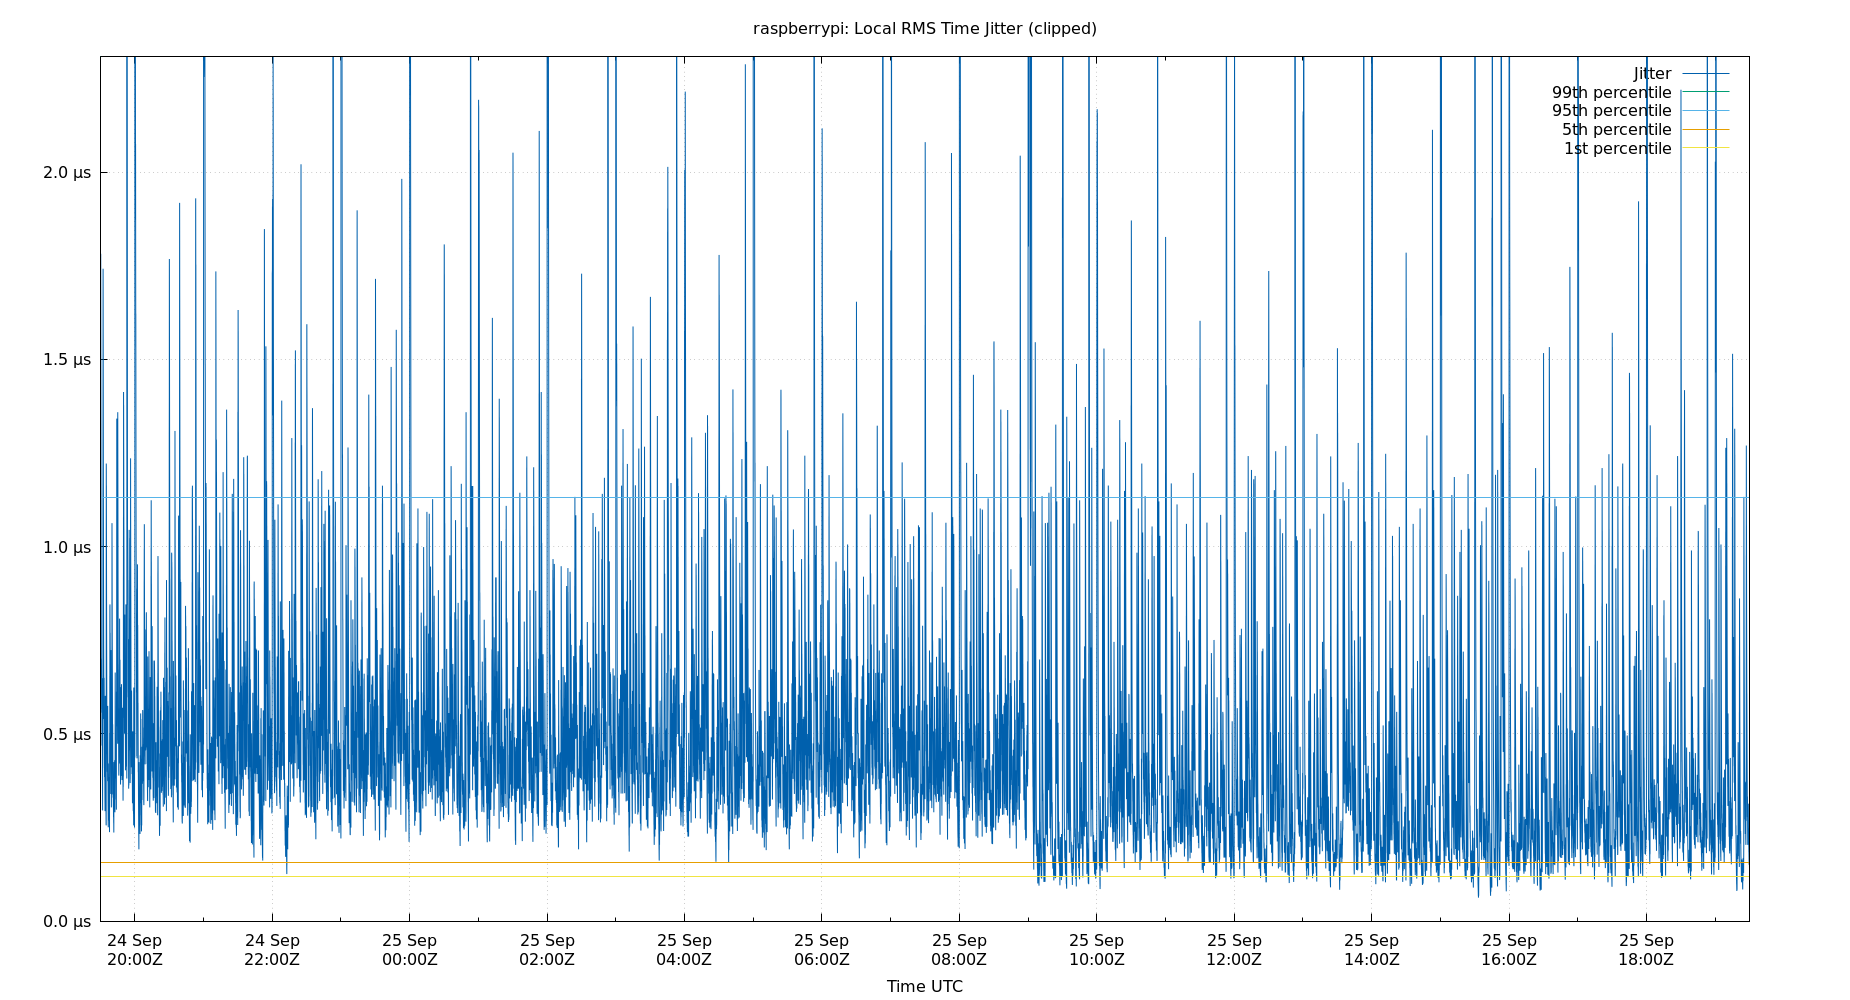 raspberrypi: Local RMS Time Jitter (clipped)
Jitter
99th percentile
95th percentile
5th percentile
1st percentile
2.0 µs
1.5 µs
1.0 µs
0.5 µs
0.0 µs
24 Sep 24 Sep 25 Sep 25 Sep 25 Sep 25 Sep 25 Sep 25 Sep 25 Sep 25 Sep 25 Sep 25 Sep
20:00Z 22:00Z 00:00Z 02:00Z 04:00Z 06:00Z 08:00Z 10:00Z 12:00Z 14:00Z 16:00Z 18:00Z
Time UTC